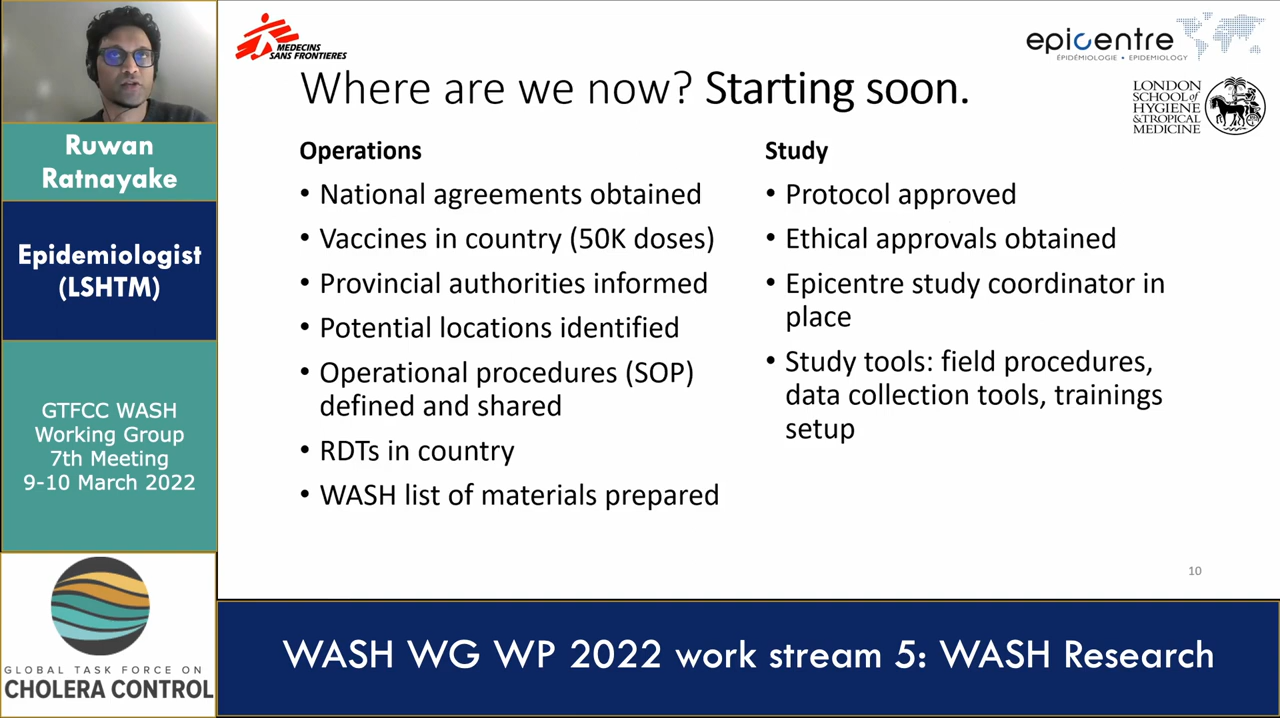 MEDECINS
SANS FRONTIERES
epicentre
ÉPIDÉMIOLOGIE • EPIDEMIOLOGY
Where are we now? Starting soon.
LONDON
SCHOOL of
HYGIENE
& TROPICAL
MEDICINE
Ruwan
Ratnayake
Epidemiologist
(LSHTM)
GTFCC WASH
Working Group
7th Meeting
9-10 March 2022
GLOBAL TASK FORCE ON
CHOLERA CONTROL
Operations
• National agreements obtained
• Vaccines in country (50K doses)
• Provincial authorities informed
• Potential locations identified
• Operational procedures (SOP)
defined and shared
• RDTs in country
• WASH list of materials prepared
Study
• Protocol approved
• Ethical approvals obtained
• Epicentre study coordinator in
place
• Study tools: field procedures,
data collection tools, trainings
setup
10
WASH WG WP 2022 work stream 5: WASH Research